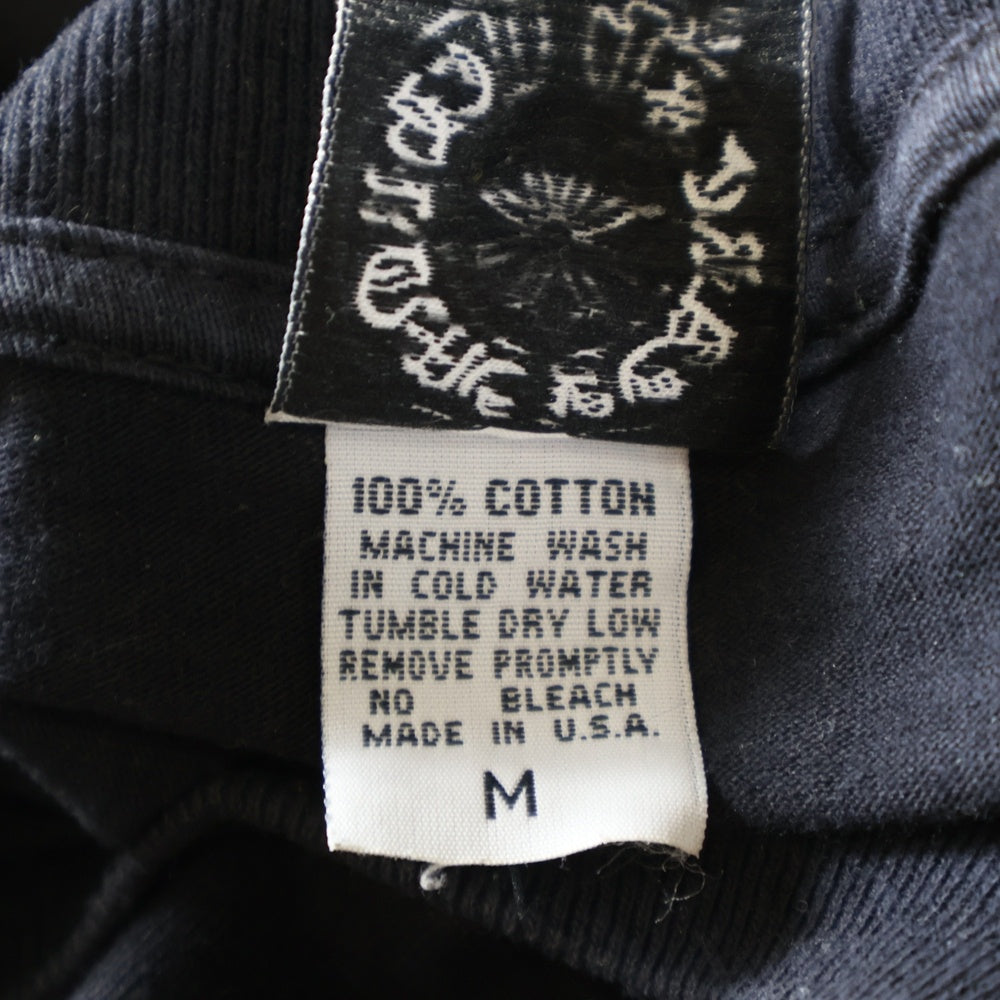 100% COTTON
MACHINE WASH
IN COLD WATER
TUMBLE DRY LOW
REMOVE PROMPTLY
NO BLEACH
MADE IN U.S.A.
M